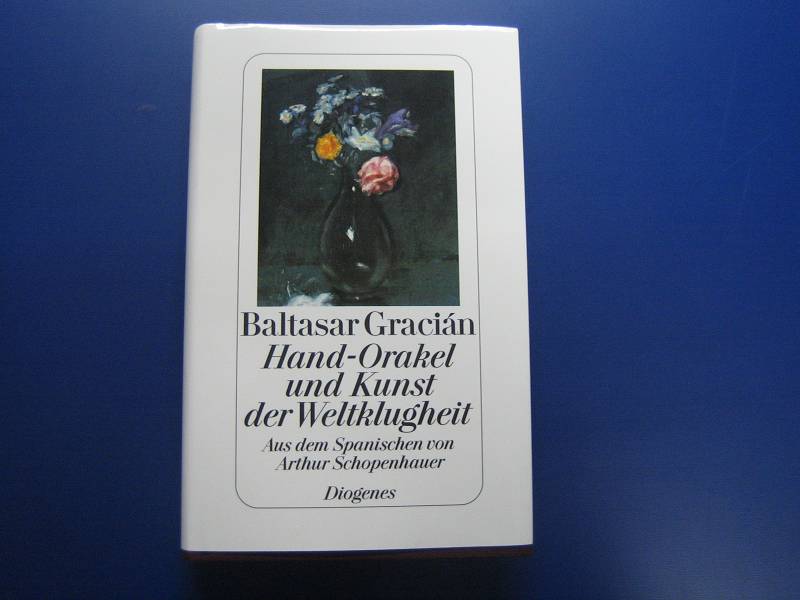 Baltasar Gracián
Hand-Orakel
und Kunst
der Weltklugheit
Aus dem Spanischen von
Arthur Schopenhauer
Diogenes